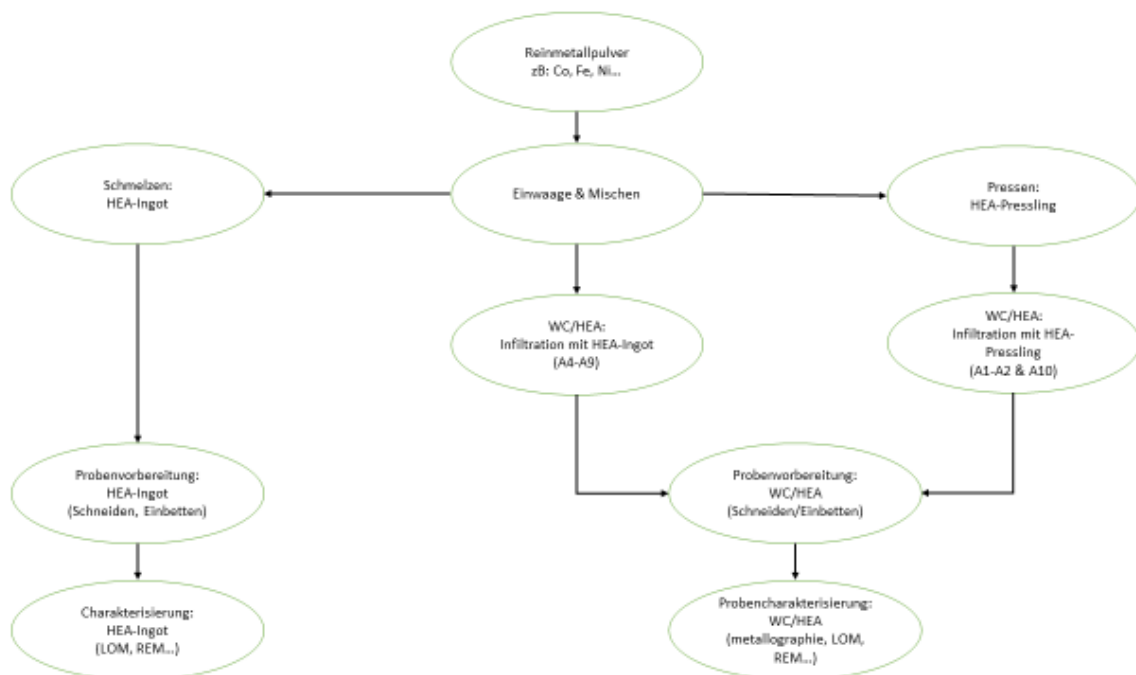 Reinmetallpulver
zB: Co, Fe, Ni...
Schmelzen:
HEA-Ingot
Einwaage & Mischen
Pressen:
HEA-Pressling
WC/HEA:
Infiltration mit HEA-Ingot
(A4-A9)
WC/HEA:
Infiltration mit HEA-
Pressling
(A1-A2 & A10)
Probenvorbereitung:
HEA-Ingot
(Schneiden, Einbetten)
Probenvorbereitung:
WC/HEA
(Schneiden/Einbetten)
Charakterisierung:
HEA-Ingot
(LOM, REM...)
Probencharakterisierung:
WC/HEA
(metallographie, LOM,
REM...)